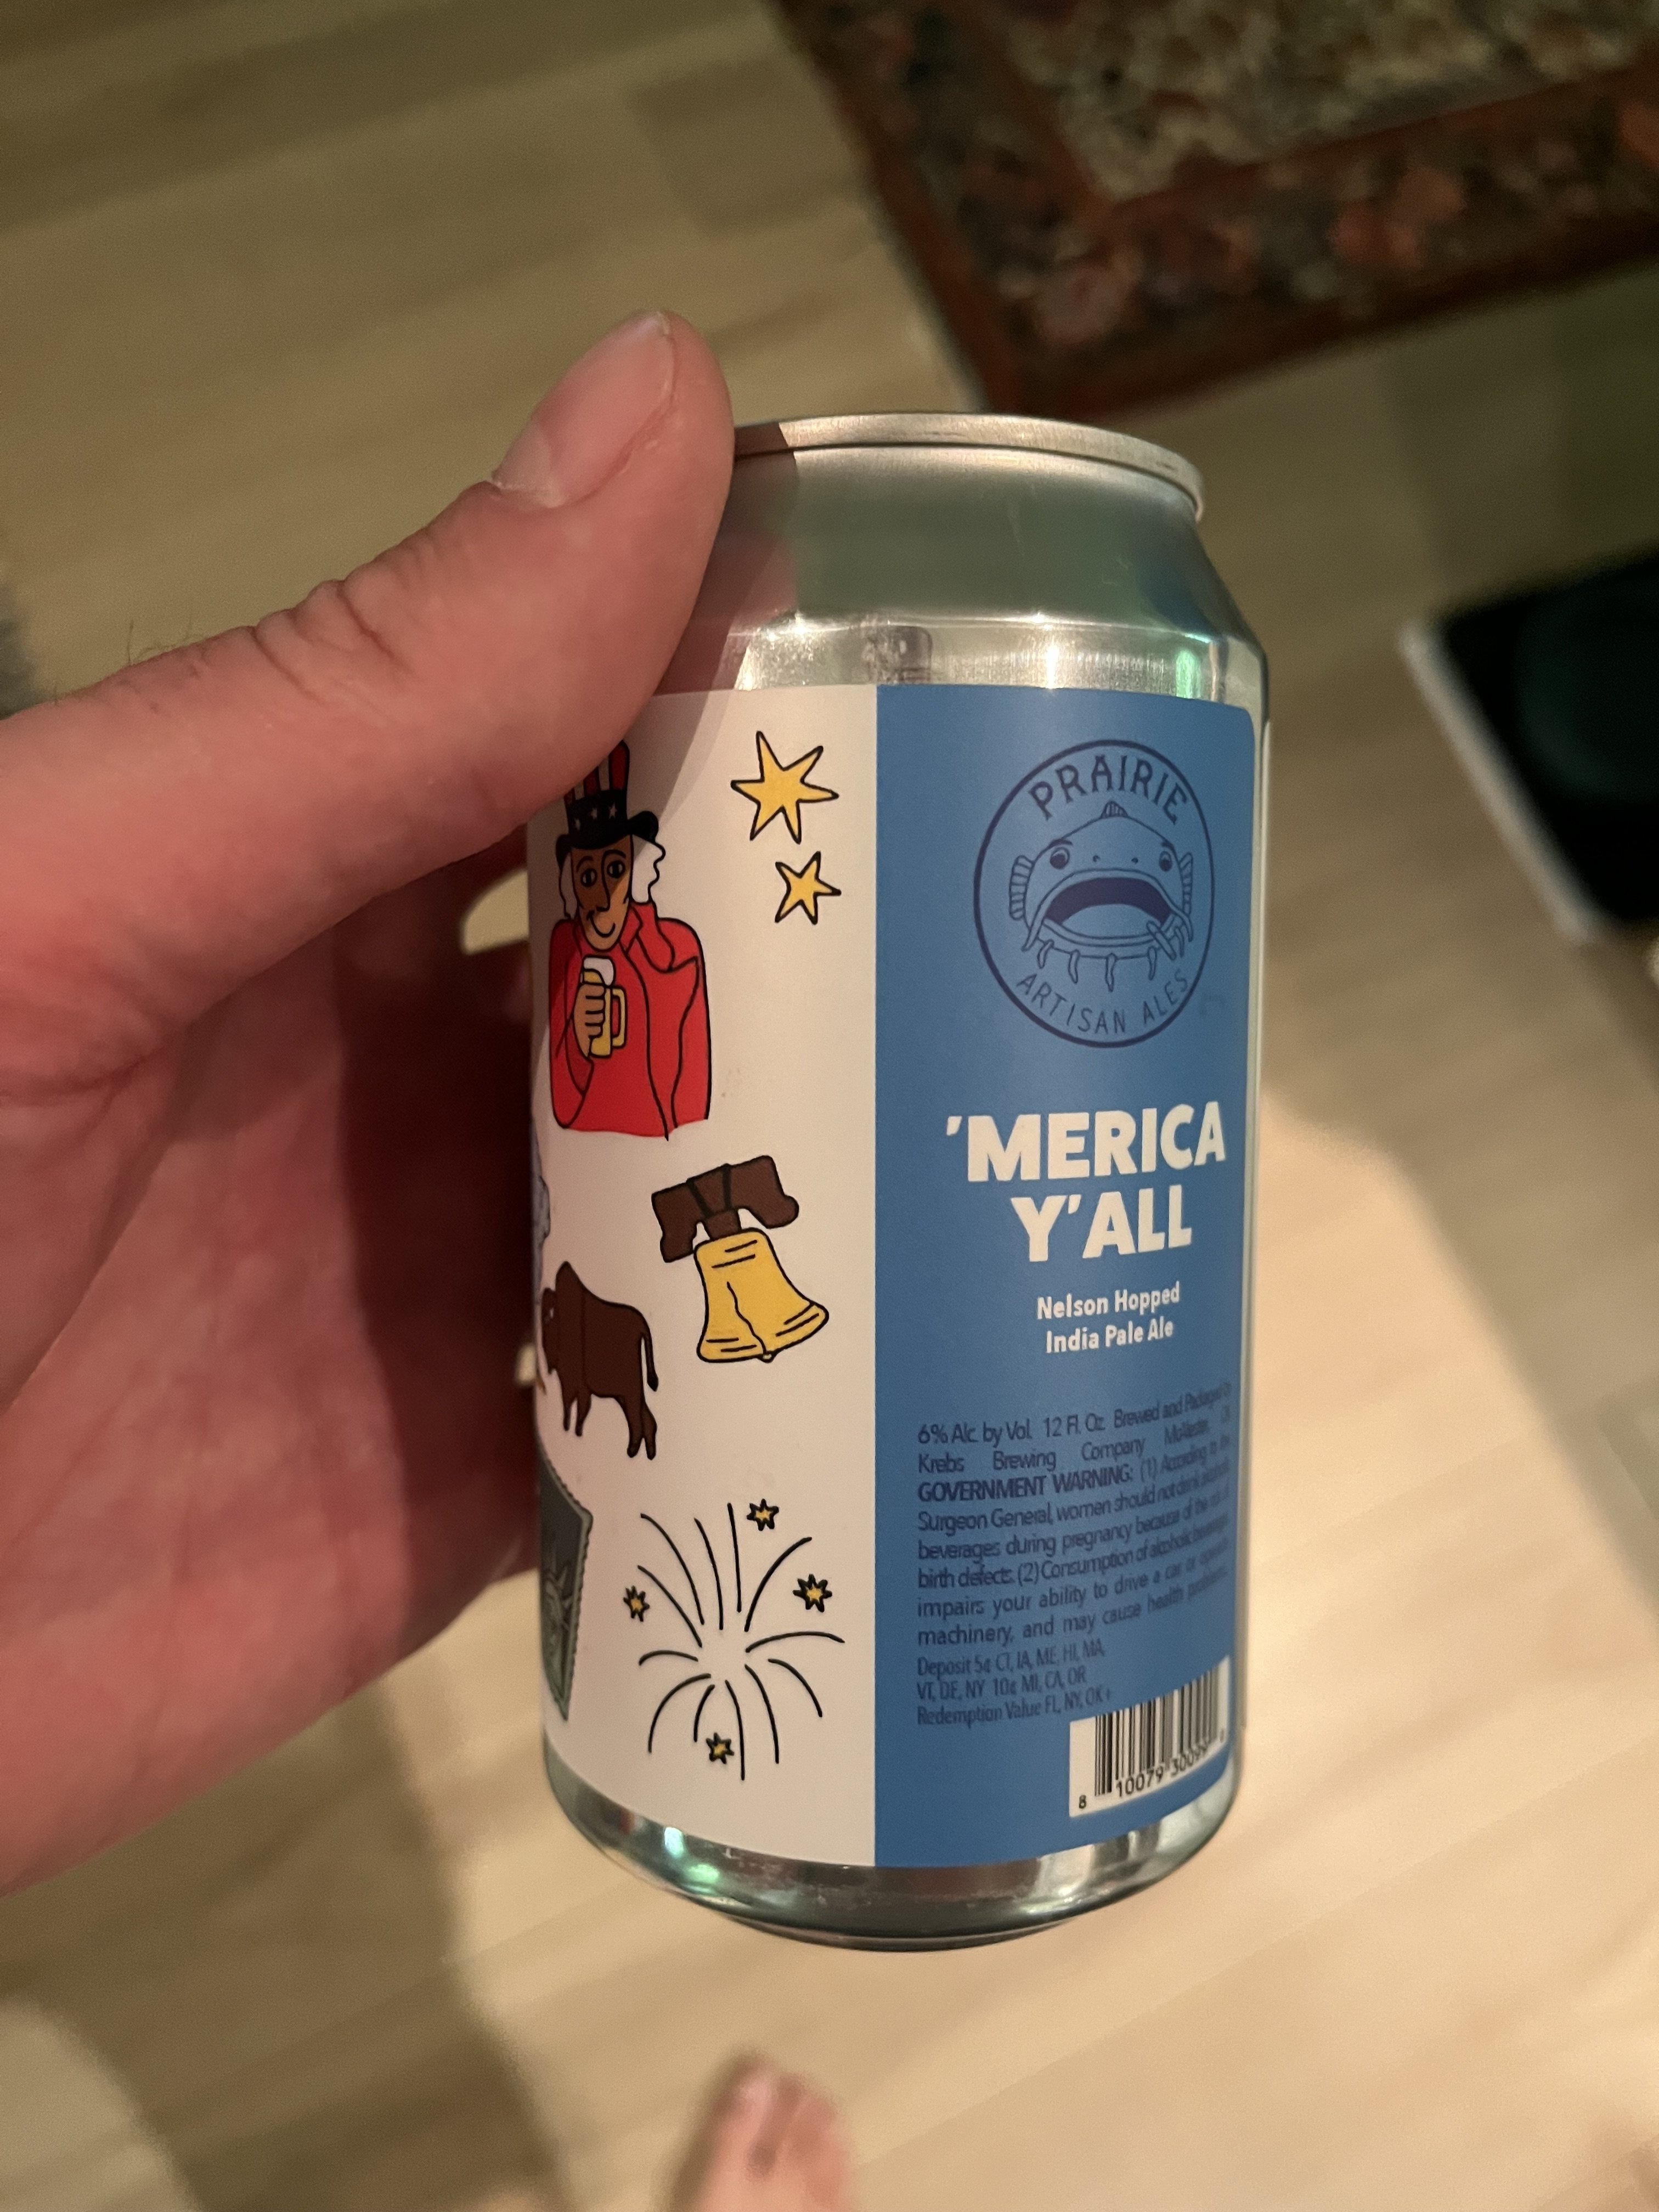 PRAIRIE
ARTISAN ALES
'MERICA
Y'ALL
Nelson Hopped
India Pale Ale
6% Alc. by Vol. 12 Fl. Oz. Brewed and Packaged
Krebs Brewing Company McAlester,
GOVERNMENT WARNING: (1) According to the
Surgeon General, women should not drink alcoholic
beverages during pregnancy because of the risk of
birth defects. (2) Consumption of alcoholic beverages
impairs your ability to drive a car or operate
machinery, and may cause health problems.
Deposit 5¢ CT, IA, ME, HI, MA,
VT, DE, NY 10¢ MI, CA, OR
Redemption Value FL, NY, OK+
8 10079 30099